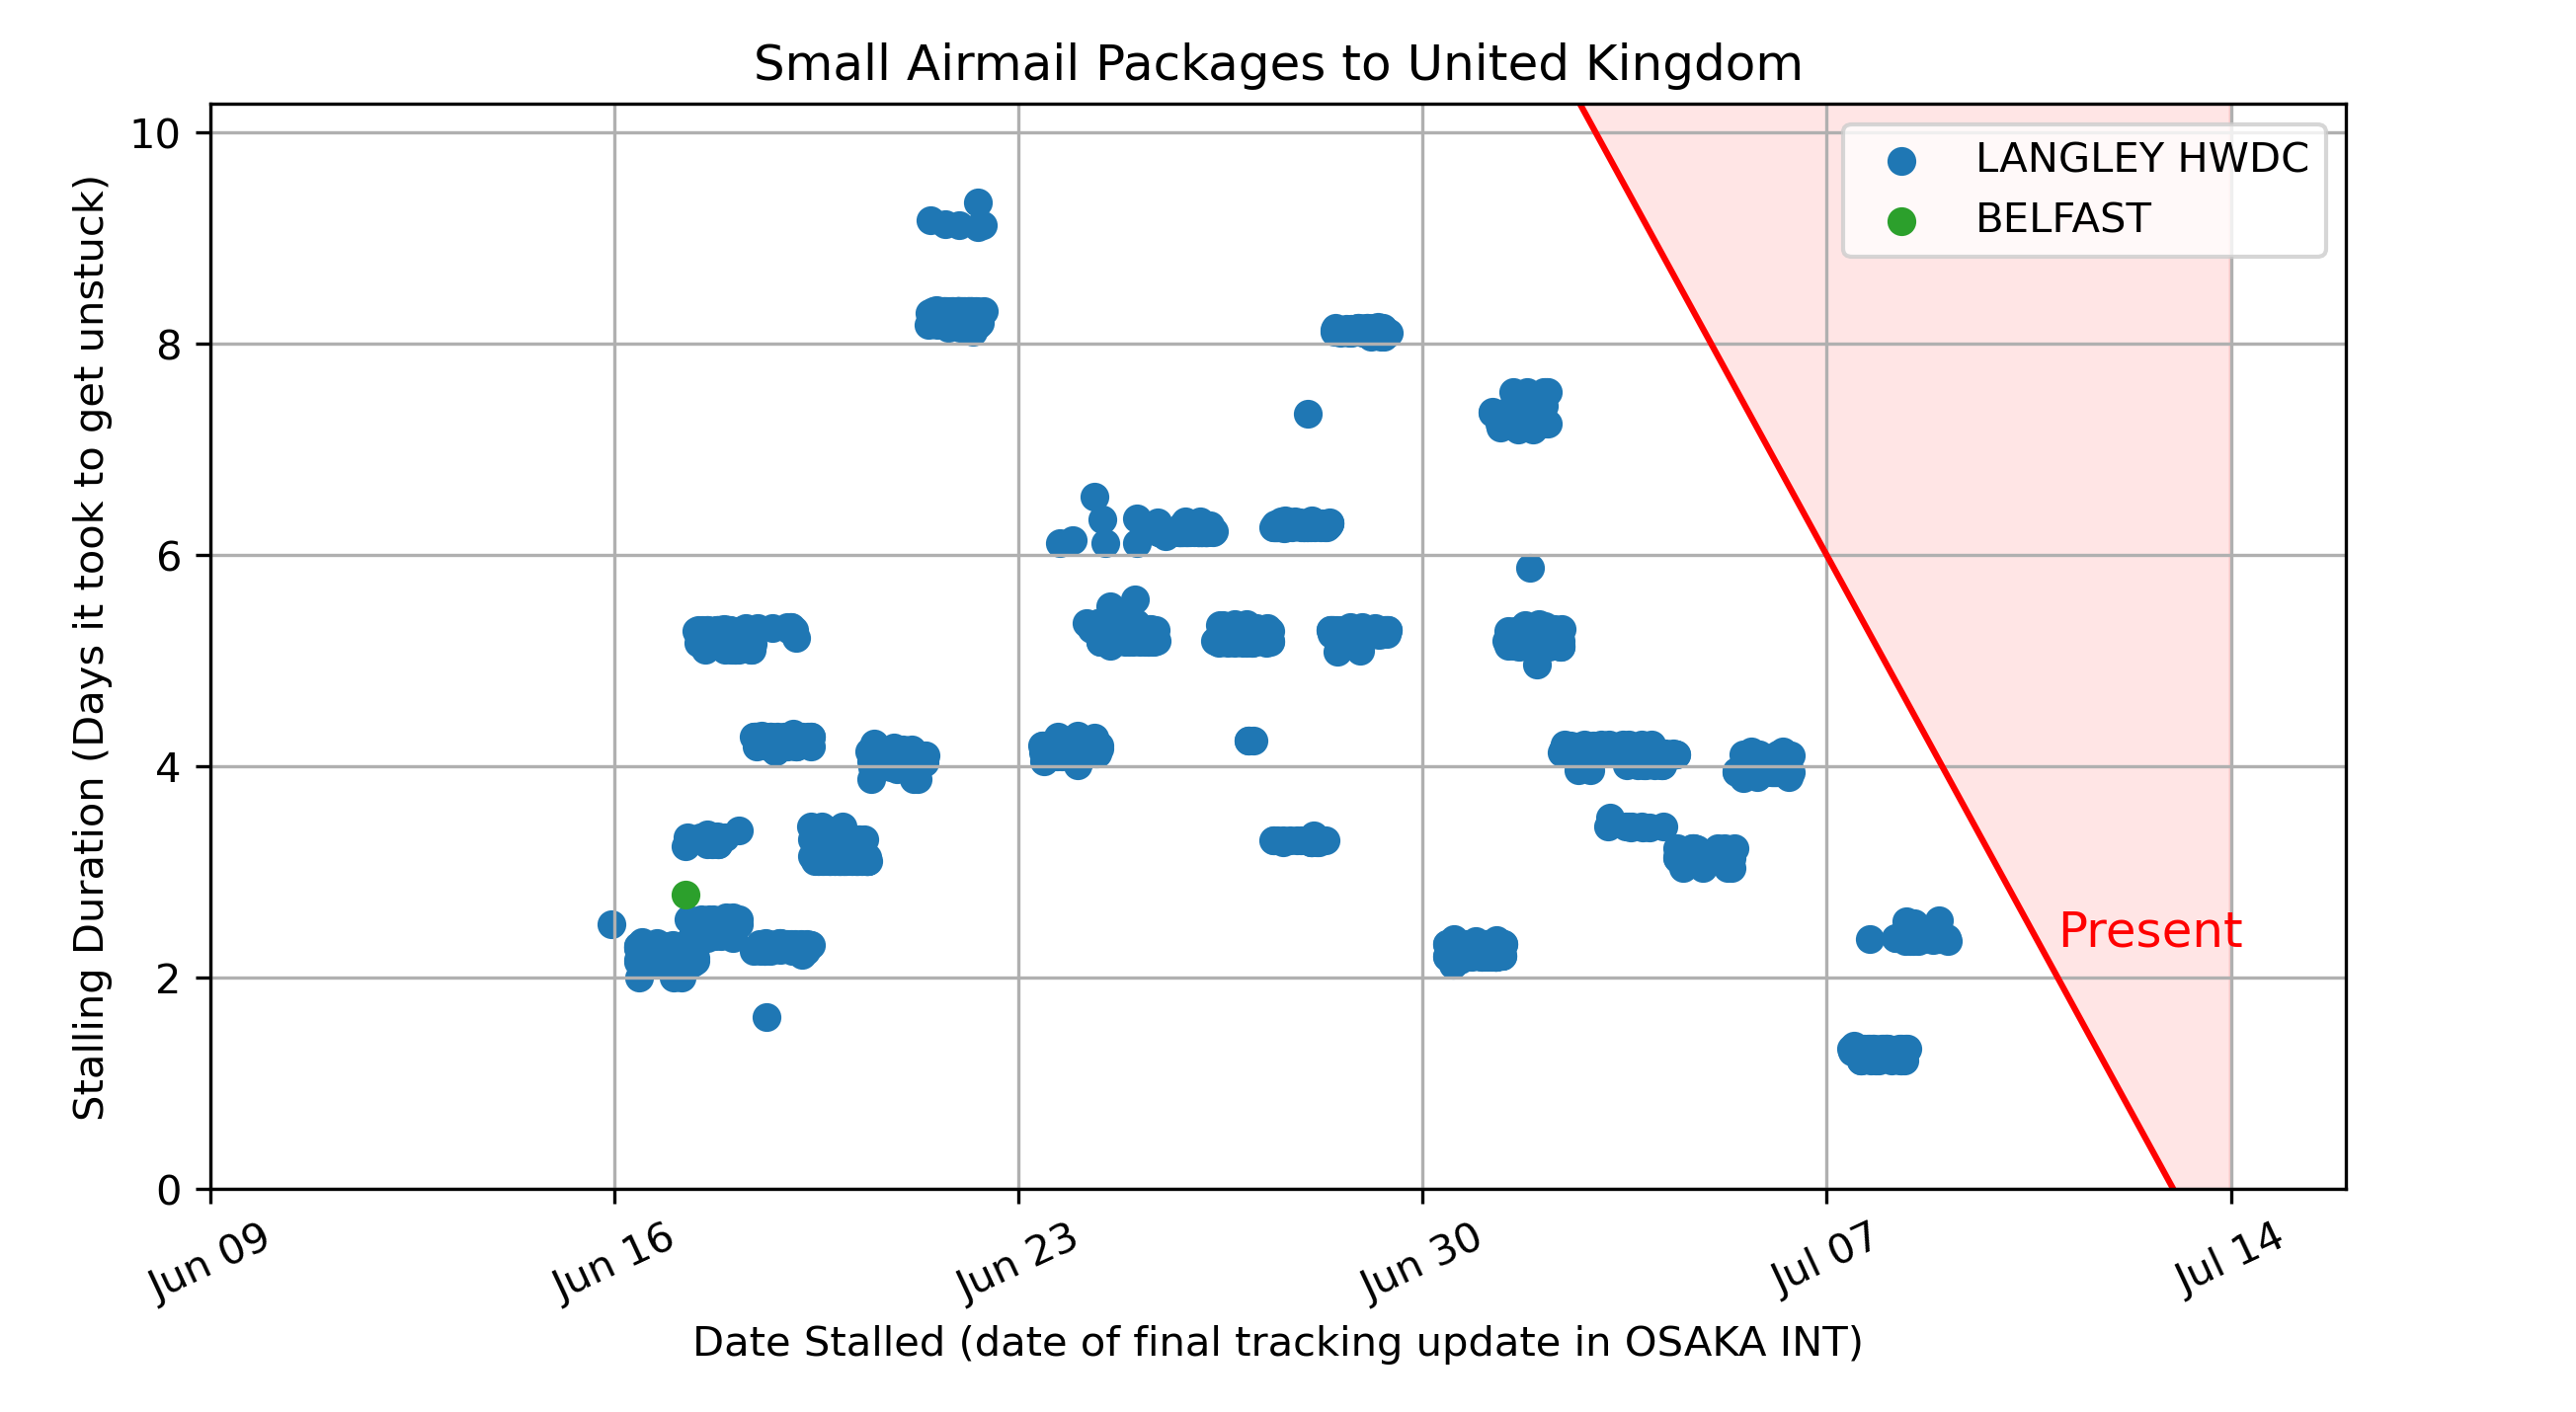 Small Airmail Packages to United Kingdom
Stalling Duration (Days it took to get unstuck)
10
8
6
4
2
0
LANGLEY HWDC
BELFAST
Present
Jun 09
Jun 16
Jun 23
Jun 30
Jul 07
Jul 14
Date Stalled (date of final tracking update in OSAKA INT)